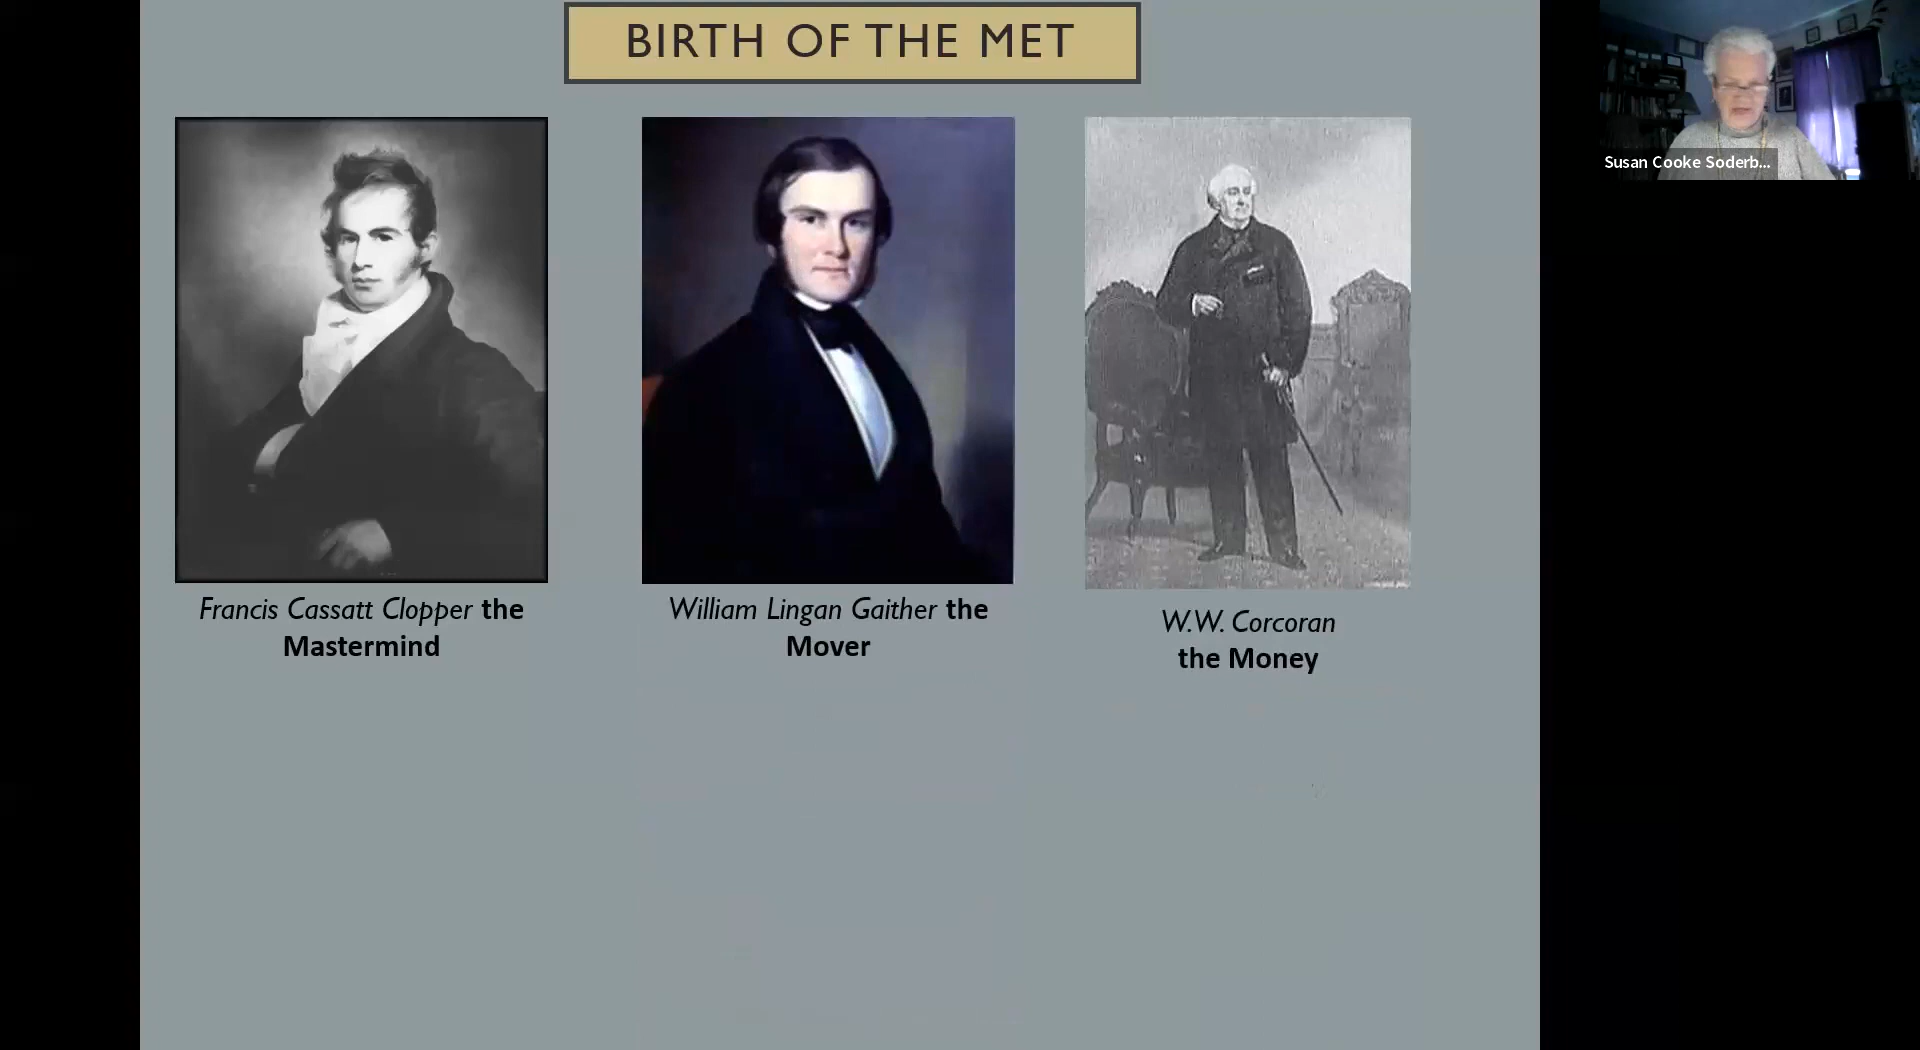 BIRTH OF THE MET
Francis Cassatt Clopper the
Mastermind
William Lingan Gaither the
Mover
W.W. Corcoran
the Money
Susan Cooke Soderb...